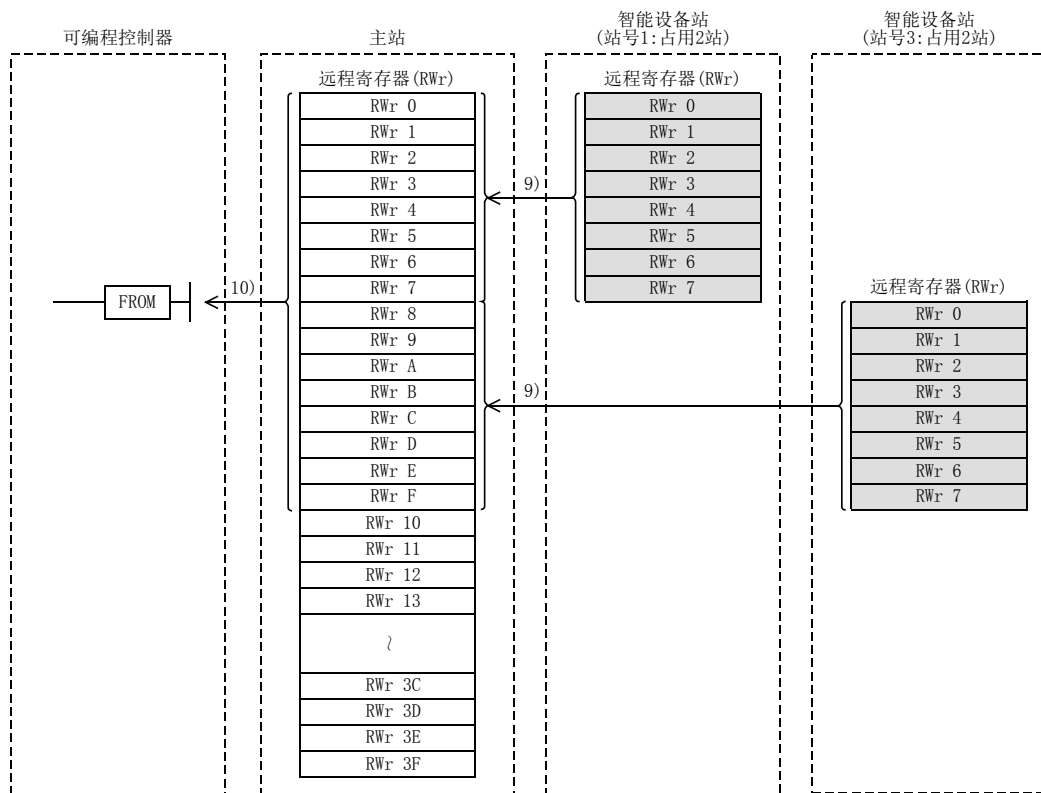 可编程控制器
主站
智能设备站
(站号1:占用2站)
智能设备站
(站号3:占用2站)
远程寄存器(RWr)
RWr 0
RWr 1
RWr 2
RWr 3
RWr 4
RWr 5
RWr 6
RWr 7
RWr 8
RWr 9
RWr A
RWr B
RWr C
RWr D
RWr E
RWr F
RWr 10
RWr 11
RWr 12
RWr 13
~
RWr 3C
RWr 3D
RWr 3E
RWr 3F
远程寄存器(RWr)
RWr 0
RWr 1
RWr 2
RWr 3
RWr 4
RWr 5
RWr 6
RWr 7
远程寄存器(RWr)
RWr 0
RWr 1
RWr 2
RWr 3
RWr 4
RWr 5
RWr 6
RWr 7
9)
9)
10)
FROM